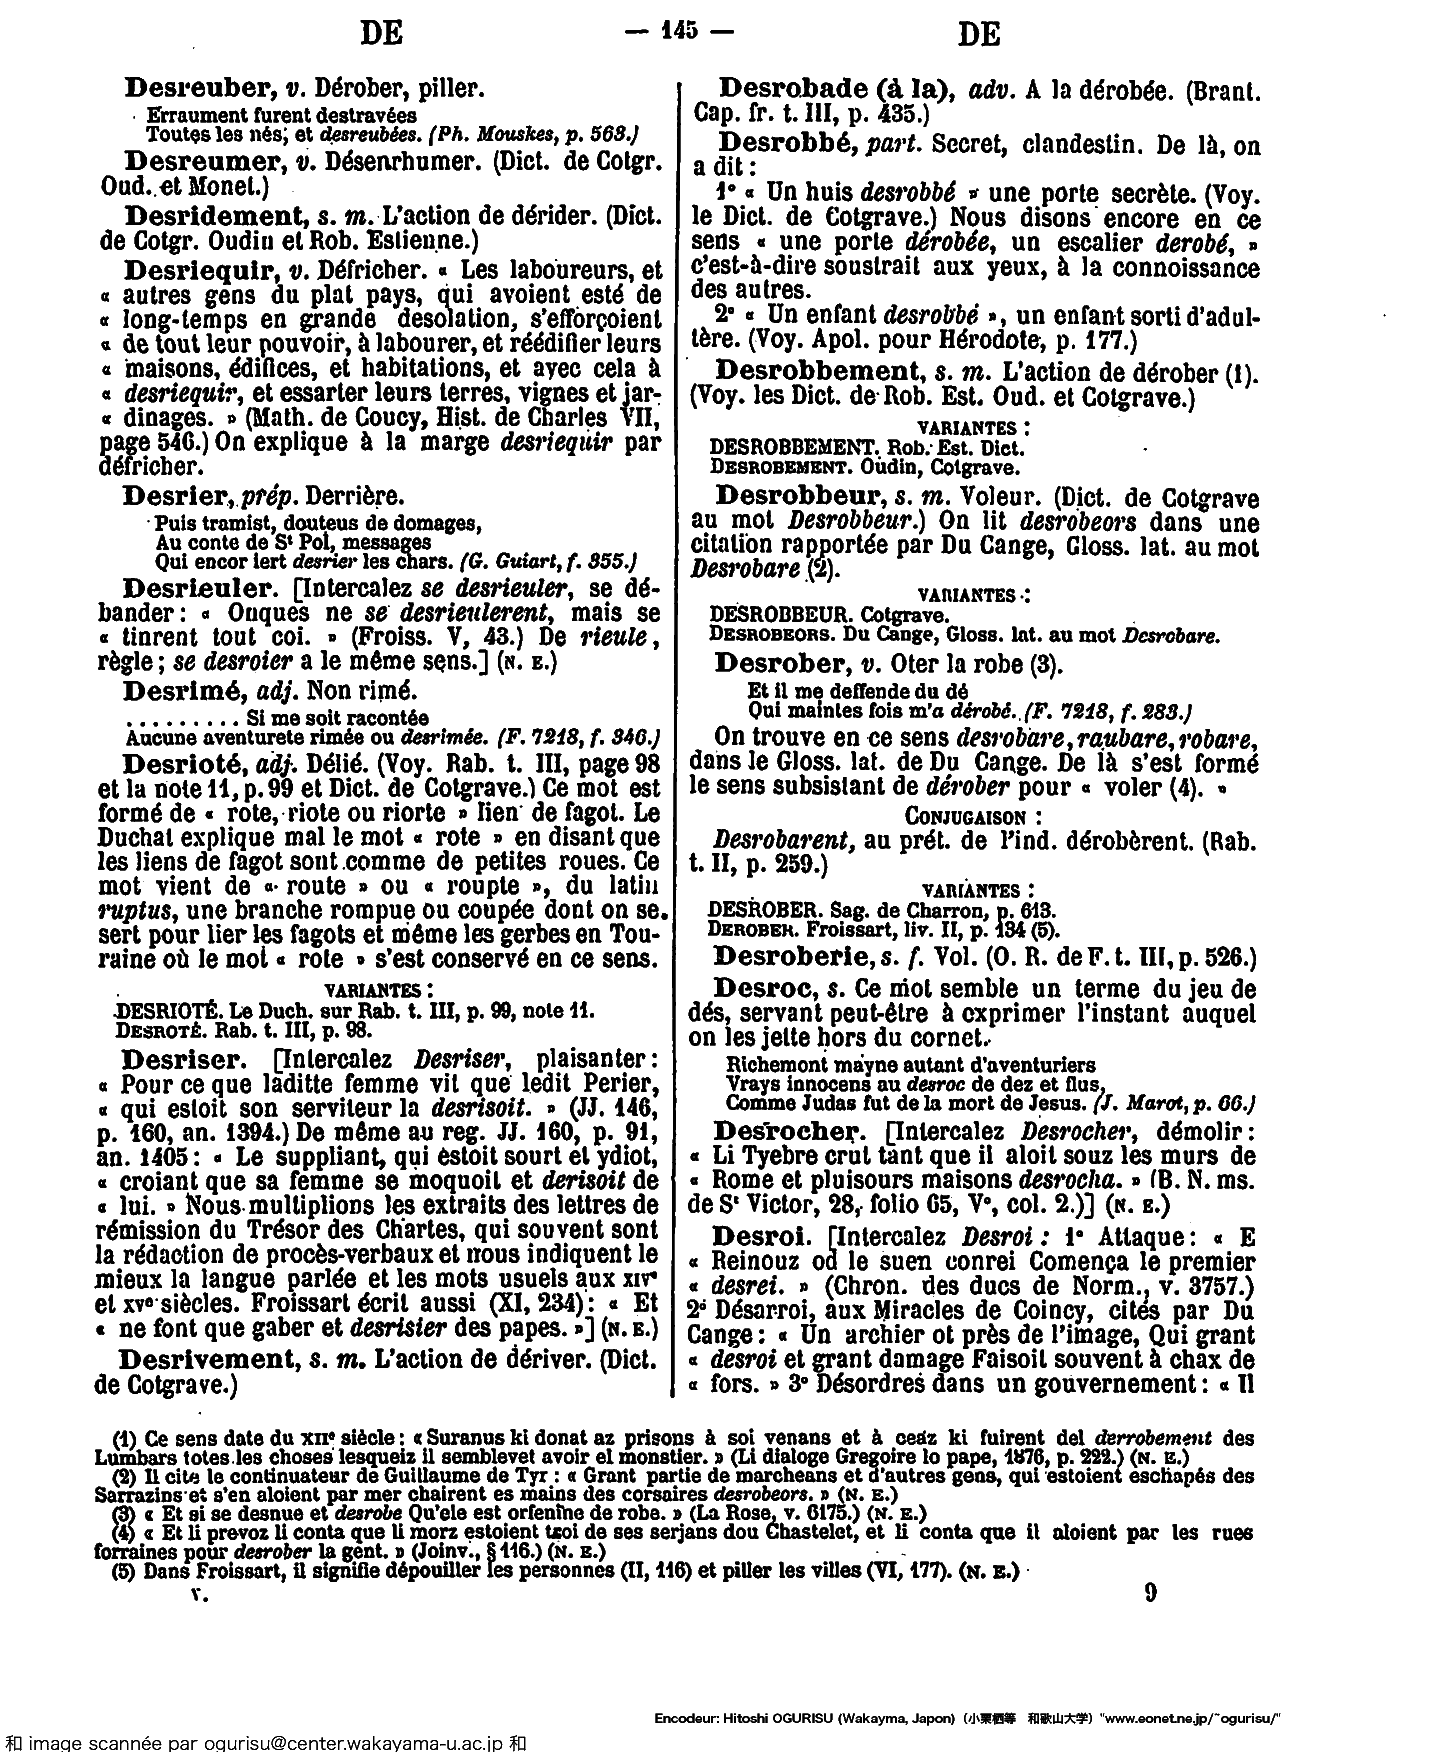 DE — 145 — DE
Desreuber, v. Dérober, piller.
Erraument furent destravées
Toutes les nés; et desreubées. (Ph. Mouskes, p. 563.)
Desreumer, v. Désenrhumer. (Dict. de Cotgr.
Oud. et Monet.)
Desridement, s. m. L'action de dérider. (Dict.
de Cotgr. Oudin et Rob. Estienne.)
Desriequir, v. Défricher. « Les laboureurs, et
« autres gens du plat pays, qui avoient esté de
« long-temps en grande desolation, s'efforçoient
« de tout leur pouvoir, à labourer, et réédifier leurs
« maisons, édifices, et habitations, et avec cela à
« desriequir, et essarter leurs terres, vignes et jar-
« dinages. » (Math. de Coucy, Hist. de Charles VII,
page 546.) On explique à la marge desriequir par
défricher.
Desrier, prép. Derrière.
Puis tramist, douteus de domages,
Au conte de St Pol, messages
Qui encor iert desrier les chars. (G. Guiart, f. 355.)
Desrieuler. [Intercalez se desrieuler, se dé-
bander : « Onques ne se desrieulerent, mais se
« tinrent tout coi. » (Froiss. V, 43.) De rieule,
règle ; se desroier a le même sens.] (N. E.)
Desrimé, adj. Non rimé.
. . . . . . . . . Si me soit racontée
Aucune aventurete rimée ou desrimée. (F. 7218, f. 346.)
Desrioté, adj. Délié. (Voy. Rab. t. III, page 98
et la note 11, p. 99 et Dict. de Cotgrave.) Ce mot est
formé de « rote, riote ou riorte » lien de fagot. Le
Duchat explique mal le mot « rote » en disant que
les liens de fagot sont comme de petites roues. Ce
mot vient de « route » ou « roupte », du latin
ruptus, une branche rompue ou coupée dont on se
sert pour lier les fagots et même les gerbes en Tou-
raine où le mot « rote » s'est conservé en ce sens.
VARIANTES :
DESRIOTÉ. Le Duch. sur Rab. t. III, p. 99, note 11.
DESROTÉ. Rab. t. III, p. 98.
Desriser. [Intercalez Desriser, plaisanter :
« Pour ce que laditte femme vit que ledit Perier,
« qui estoit son serviteur la desrisoit. » (JJ. 146,
p. 160, an. 1394.) De même au reg. JJ. 160, p. 91,
an. 1405 : « Le suppliant, qui estoit sourt et ydiot,
« croiant que sa femme se moquoit et derisoit de
« lui. » Nous multiplions les extraits des lettres de
rémission du Trésor des Chartes, qui souvent sont
la rédaction de procès-verbaux et nous indiquent le
mieux la langue parlée et les mots usuels aux XIVe
et XVe siècles. Froissart écrit aussi (XI, 234) : « Et
« ne font que gaber et desrisier des papes. »] (N. E.)
Desrivement, s. m. L'action de dériver. (Dict.
de Cotgrave.)
Desrobade (à la), adv. A la dérobée. (Brant.
Cap. fr. t. III, p. 435.)
Desrobbé, part. Secret, clandestin. De là, on
a dit :
1° « Un huis desrobbé » une porte secrète. (Voy.
le Dict. de Cotgrave.) Nous disons encore en ce
sens « une porte dérobée, un escalier derobé, »
c'est-à-dire soustrait aux yeux, à la connoissance
des autres.
2° « Un enfant desrobbé », un enfant sorti d'adul-
tère. (Voy. Apol. pour Hérodote, p. 177.)
Desrobbement, s. m. L'action de dérober (1).
(Voy. les Dict. de Rob. Est. Oud. et Cotgrave.)
VARIANTES :
DESROBBEMENT. Rob. Est. Dict.
DESROBEMENT. Oudin, Cotgrave.
Desrobbeur, s. m. Voleur. (Dict. de Cotgrave
au mot Desrobbeur.) On lit desrobeors dans une
citation rapportée par Du Cange, Gloss. lat. au mot
Desrobare (2).
VARIANTES :
DESROBBEUR. Cotgrave.
DESROBEORS. Du Cange, Gloss. lat. au mot Desrobare.
Desrober, v. Oter la robe (3).
Et il me deffende du dé
Qui maintes fois m'a dérobé. (F. 7218, f. 283.)
On trouve en ce sens desrobare, raubare, robare,
dans le Gloss. lat. de Du Cange. De là s'est formé
le sens subsistant de dérober pour « voler (4). »
CONJUGAISON :
Desrobarent, au prét. de l'ind. dérobèrent. (Rab.
t. II, p. 259.)
VARIANTES :
DESROBER. Sag. de Charron, p. 613.
DEROBER. Froissart, liv. II, p. 134 (5).
Desroberie, s. f. Vol. (O. R. de F. t. III, p. 526.)
Desroc, s. Ce mot semble un terme du jeu de
dés, servant peut-être à exprimer l'instant auquel
on les jette hors du cornet.
Richemont mayne autant d'aventuriers
Vrays innocens au desroc de dez et flus,
Comme Judas fut de la mort de Jesus. (J. Marot, p. 66.)
Desrocher. [Intercalez Desrocher, démolir :
« Li Tyebre crut tant que il aloit souz les murs de
« Rome et pluisours maisons desrocha. » (B. N. ms.
de St Victor, 28, folio 65, V°, col. 2.)] (N. E.)
Desroi. [Intercalez Desroi : 1° Attaque : « E
« Reinouz od le suen conrei Comença le premier
« desrei. » (Chron. des ducs de Norm., v. 3757.)
2° Désarroi, aux Miracles de Coincy, cités par Du
Cange : « Un archier ot près de l'image, Qui grant
« desroi et grant damage Faisoit souvent à chax de
« fors. » 3° Désordres dans un gouvernement : « Il
(1) Ce sens date du XIIe siècle : « Suranus ki donat az prisons à soi venans et à ceaz ki fuirent del derrobement des
Lumbars totes les choses lesqueiz il semblevet avoir el monstier. » (Li dialoge Gregoire lo pape, 1876, p. 222.) (N. E.)
(2) Il cite le continuateur de Guillaume de Tyr : « Grant partie de marcheans et d'autres gens, qui estoient eschapés des
Sarrazins et s'en aloient par mer chairent es mains des corsaires desrobeors. » (N. E.)
(3) « Et si se desnue et desrobe Qu'ele est orfenine de robe. » (La Rose, v. 6175.) (N. E.)
(4) « Et li prevoz li conta que li morz estoient troi de ses serjans dou Chastelet, et li conta que il aloient par les rues
forraines pour desrober la gent. » (Joinv., § 116.) (N. E.)
(5) Dans Froissart, il signifie dépouiller les personnes (II, 116) et piller les villes (VI, 177). (N. E.)
V. 9
Encodeur: Hitoshi OGURISU (Wakayma, Japon) (小栗栖等 和歌山大学) "www.eonet.ne.jp/~ogurisu/"
和 image scannée par ogurisu@center.wakayama-u.ac.jp 和